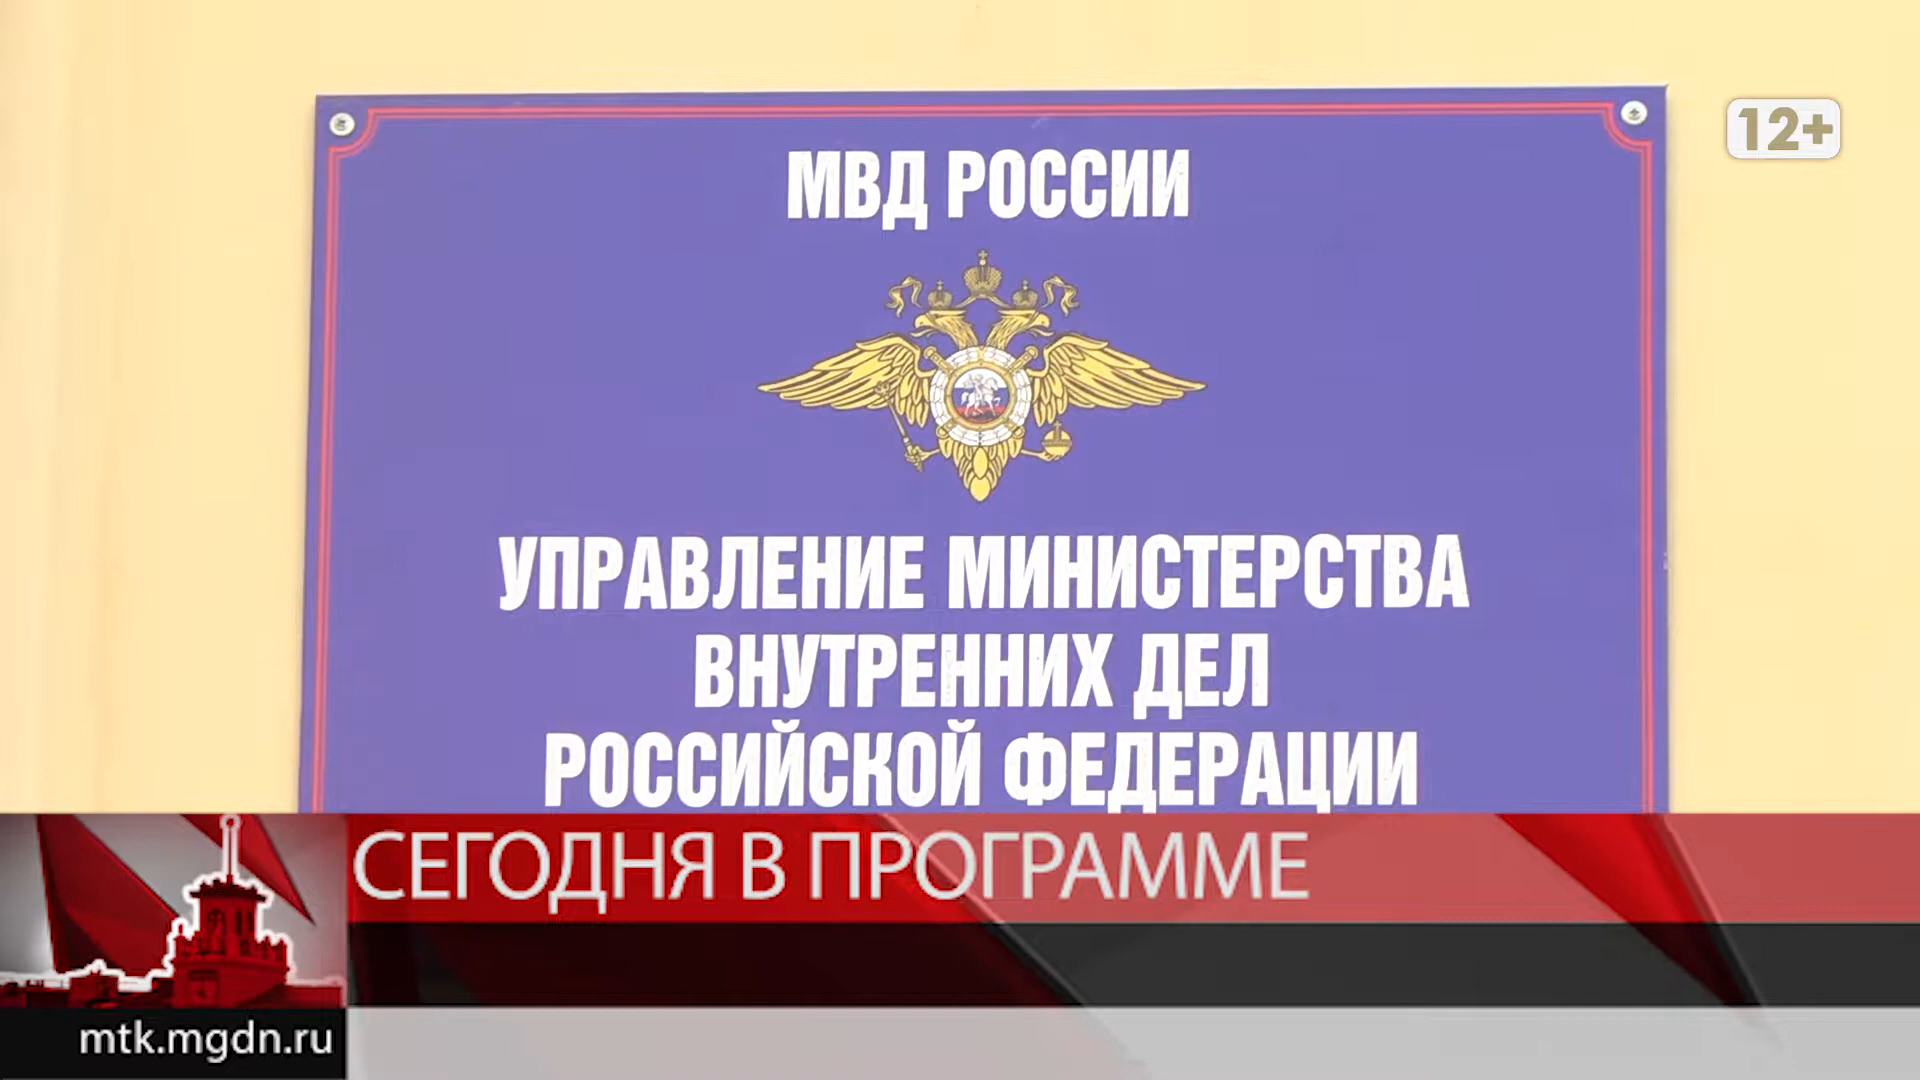 12+
МВД РОССИИ
УПРАВЛЕНИЕ МИНИСТЕРСТВА
ВНУТРЕННИХ ДЕЛ
РОССИЙСКОЙ ФЕДЕРАЦИИ
СЕГОДНЯ В ПРОГРАММЕ
mtk.mgdn.ru